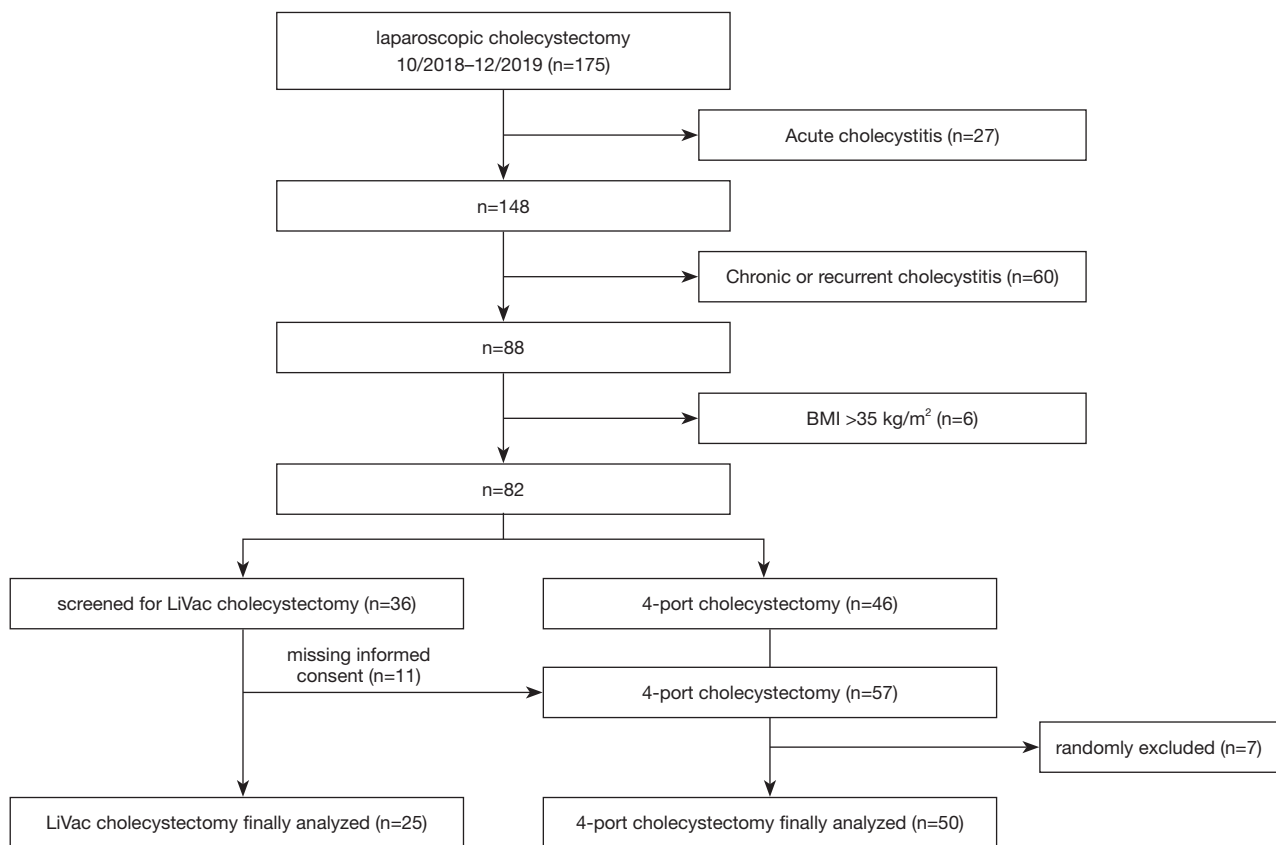 laparoscopic cholecystectomy
10/2018–12/2019 (n=175)
Acute cholecystitis (n=27)
n=148
Chronic or recurrent cholecystitis (n=60)
n=88
BMI >35 kg/m² (n=6)
n=82
screened for LiVac cholecystectomy (n=36)
4-port cholecystectomy (n=46)
missing informed
consent (n=11)
4-port cholecystectomy (n=57)
randomly excluded (n=7)
LiVac cholecystectomy finally analyzed (n=25)
4-port cholecystectomy finally analyzed (n=50)